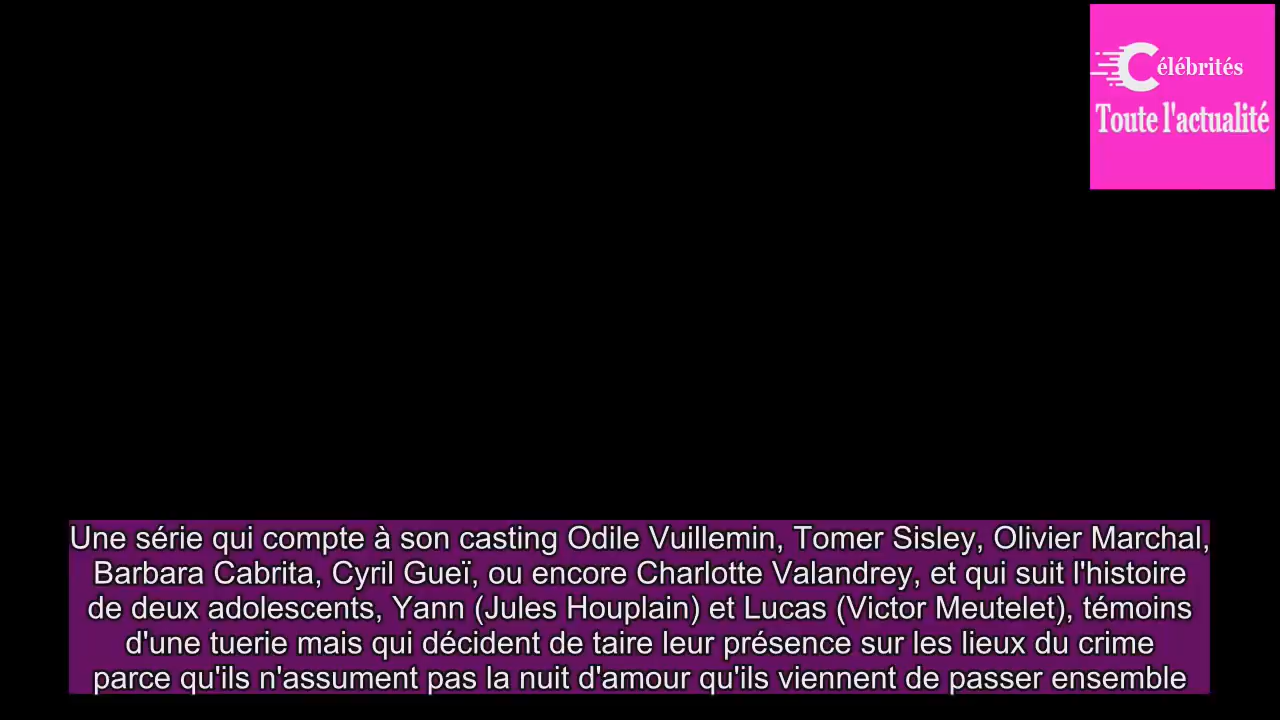 Célébrités
Toute l'actualité
Une série qui compte à son casting Odile Vuillemin, Tomer Sisley, Olivier Marchal,
Barbara Cabrita, Cyril Gueï, ou encore Charlotte Valandrey, et qui suit l'histoire
de deux adolescents, Yann (Jules Houplain) et Lucas (Victor Meutelet), témoins
d'une tuerie mais qui décident de taire leur présence sur les lieux du crime
parce qu'ils n'assument pas la nuit d'amour qu'ils viennent de passer ensemble